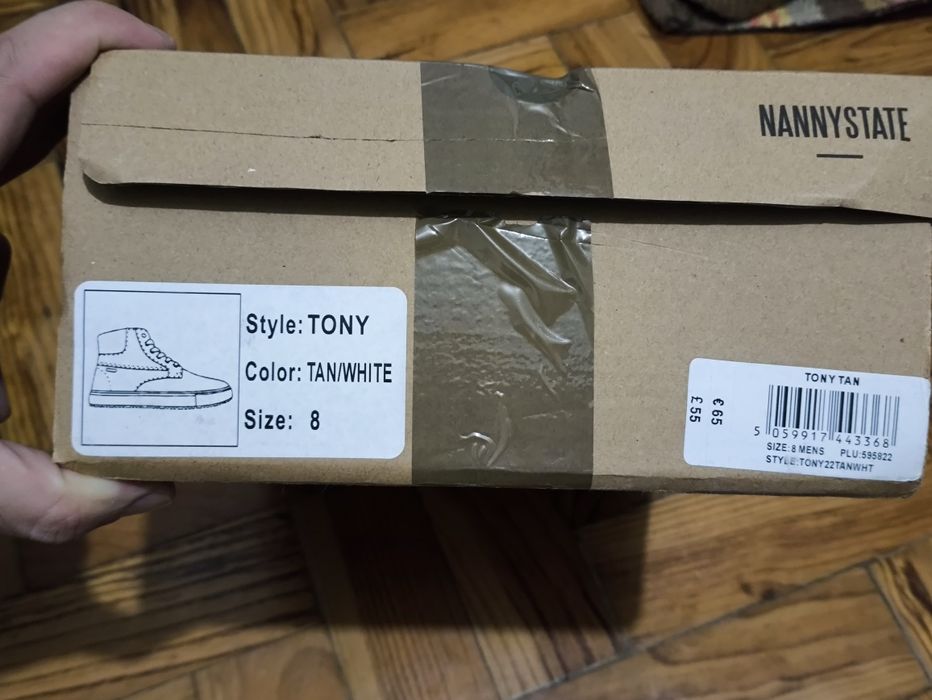 NANNYSTATE
Style: TONY
Color: TAN/WHITE
Size: 8
TONY TAN
€ 65
£ 55
5 059917 443368
SIZE: 8 MENS PLU: 595822
STYLE: TONY22TANWHT